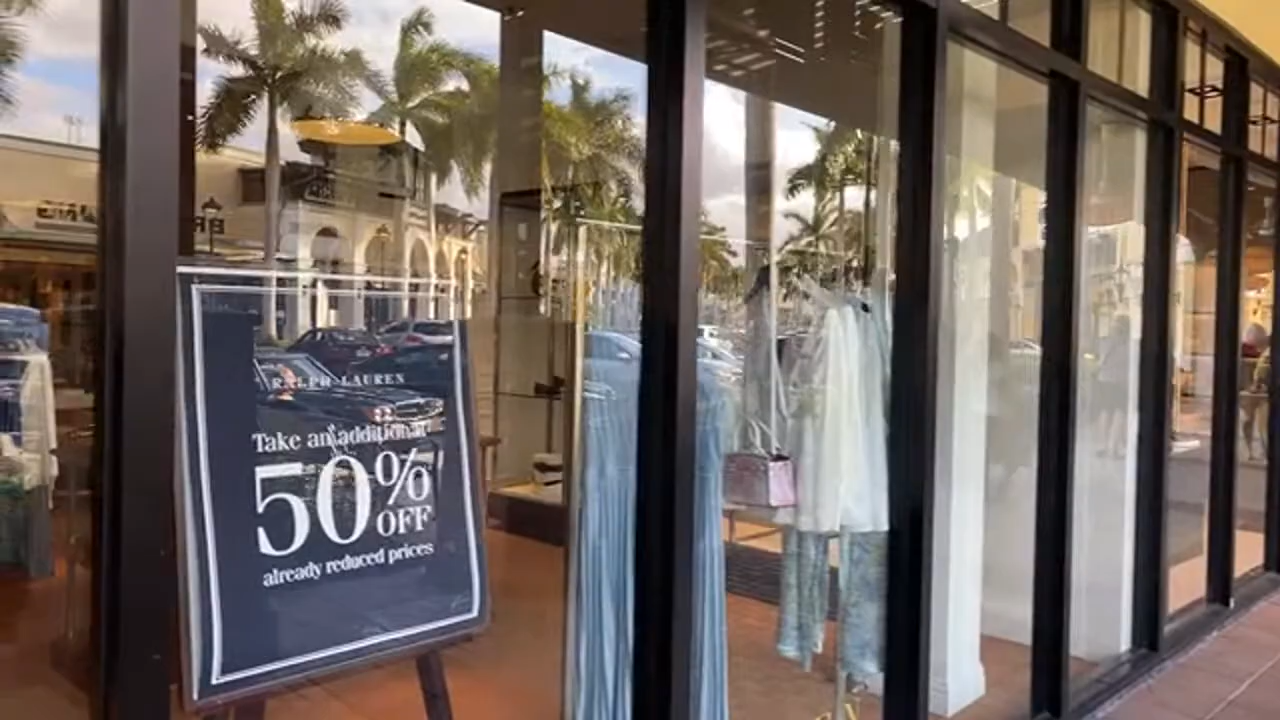 RALPH LAUREN
Take an additional
50%
OFF
already reduced prices